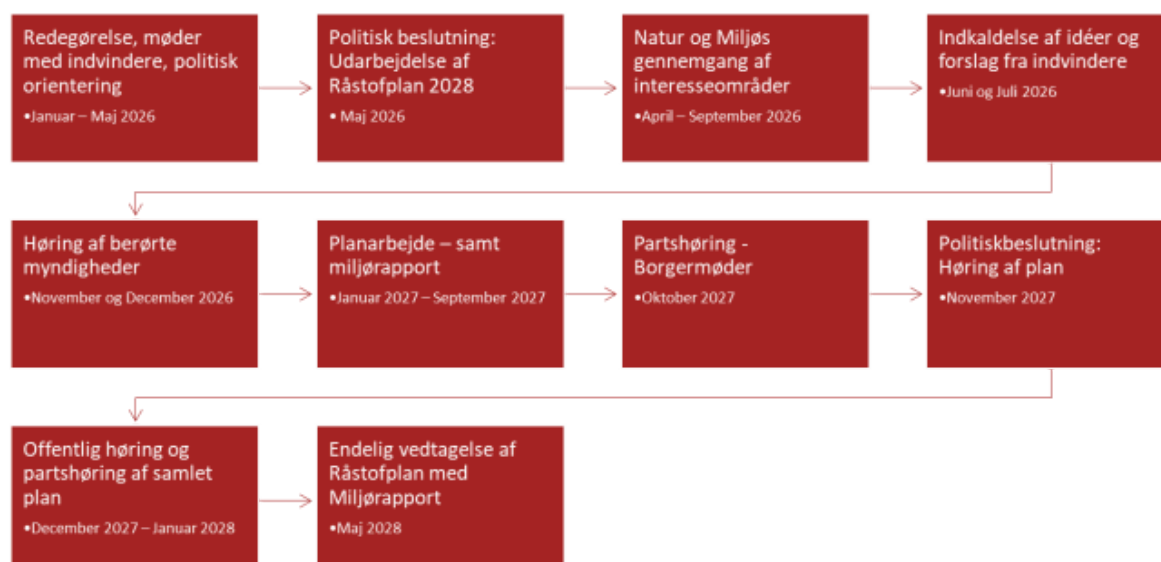 Redegørelse, møder
med indvindere, politisk
orientering
•Januar – Maj 2026
Politisk beslutning:
Udarbejdelse af
Råstofplan 2028
• Maj 2026
Natur og Miljøs
gennemgang af
interesseområder
•April – September 2026
Indkaldelse af idéer og
forslag fra indvindere
•Juni og Juli 2026
Høring af berørte
myndigheder
•November og December 2026
Planarbejde – samt
miljørapport
•Januar 2027 – September 2027
Partshøring -
Borgermøder
•Oktober 2027
Politiskbeslutning:
Høring af plan
•November 2027
Offentlig høring og
partshøring af samlet
plan
•December 2027 – Januar 2028
Endelig vedtagelse af
Råstofplan med
Miljørapport
•Maj 2028